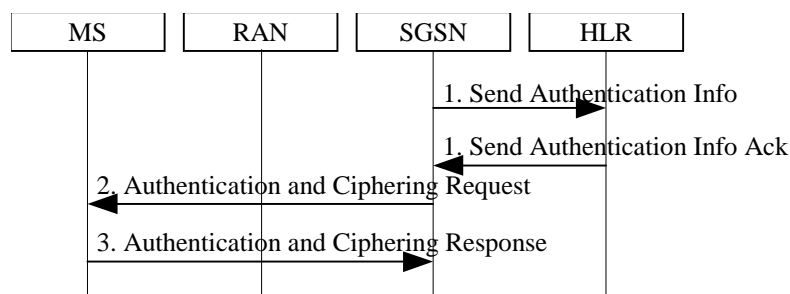 MS RAN SGSN HLR
1. Send Authentication Info
1. Send Authentication Info Ack
2. Authentication and Ciphering Request
3. Authentication and Ciphering Response